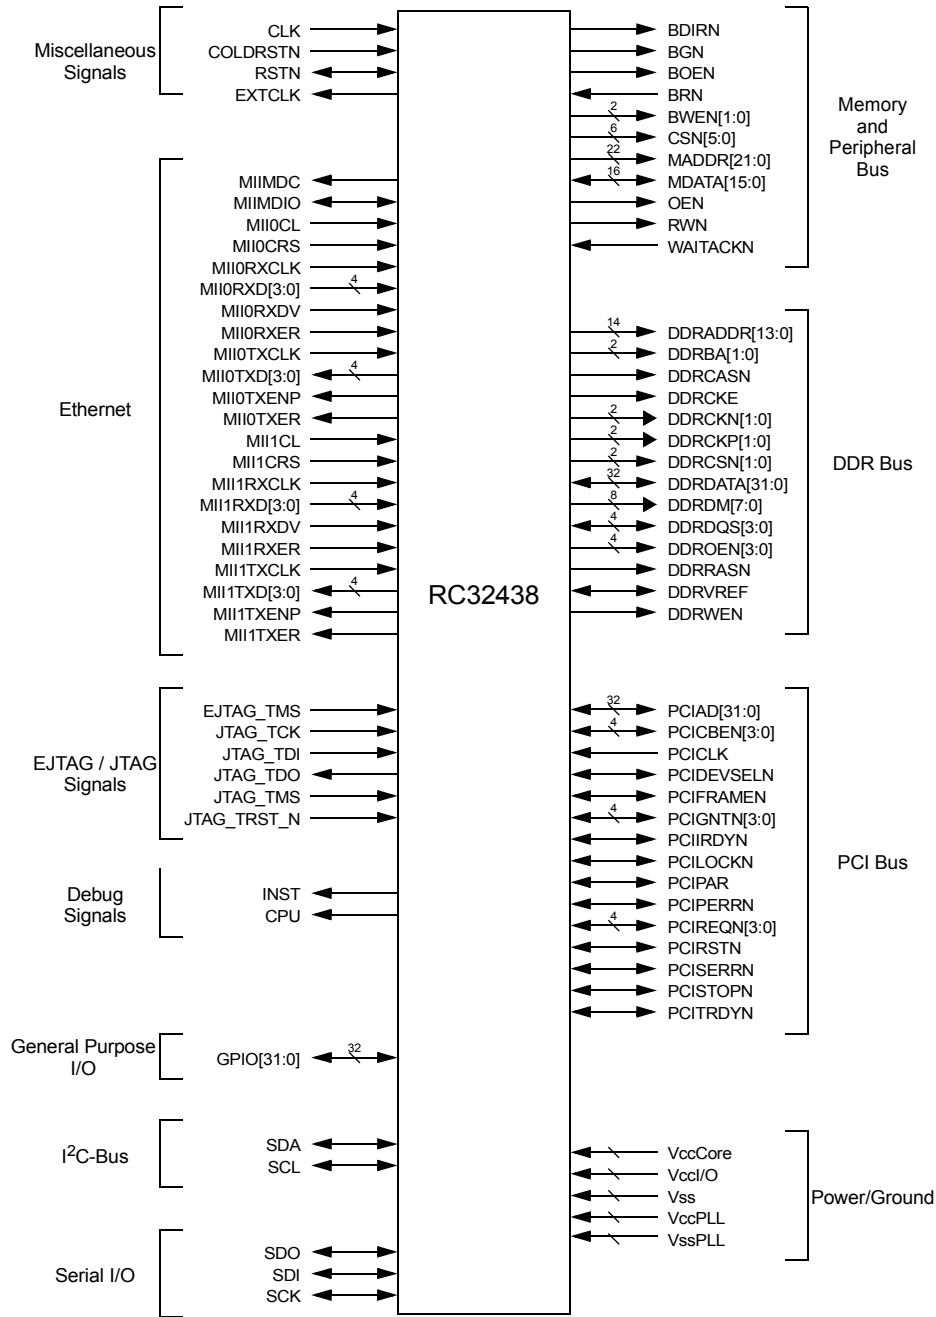 Miscellaneous
Signals
CLK
COLDRSTN
RSTN
EXTCLK
Ethernet
MIIMDC
MIIMDIO
MII0CL
MII0CRS
MII0RXCLK
MII0RXD[3:0] 4
MII0RXDV
MII0RXER
MII0TXCLK
MII0TXD[3:0] 4
MII0TXENP
MII0TXER
MII1CL
MII1CRS
MII1RXCLK
MII1RXD[3:0] 4
MII1RXDV
MII1RXER
MII1TXCLK
MII1TXD[3:0] 4
MII1TXENP
MII1TXER
EJTAG / JTAG
Signals
EJTAG_TMS
JTAG_TCK
JTAG_TDI
JTAG_TDO
JTAG_TMS
JTAG_TRST_N
Debug
Signals
INST
CPU
General Purpose
I/O
GPIO[31:0] 32
I2C-Bus
SDA
SCL
Serial I/O
SDO
SDI
SCK
RC32438
BDIRN
BGN
BOEN
BRN
2 BWEN[1:0]
6 CSN[5:0]
22 MADDR[21:0]
16 MDATA[15:0]
OEN
RWN
WAITACKN
Memory
and
Peripheral
Bus
14 DDRADDR[13:0]
2 DDRBA[1:0]
DDRCASN
DDRCKE
2 DDRCKN[1:0]
2 DDRCKP[1:0]
2 DDRCSN[1:0]
32 DDRDATA[31:0]
8 DDRDM[7:0]
4 DDRDQS[3:0]
4 DDROEN[3:0]
DDRRASN
DDRVREF
DDRWEN
DDR Bus
32 PCIAD[31:0]
4 PCICBEN[3:0]
PCICLK
PCIDEVSELN
PCIFRAMEN
4 PCIGNTN[3:0]
PCIIRDYN
PCILOCKN
PCIPAR
PCIPERRN
4 PCIREQN[3:0]
PCIRSTN
PCISERRN
PCISTOPN
PCITRDYN
PCI Bus
VccCore
VccI/O
Vss
VccPLL
VssPLL
Power/Ground